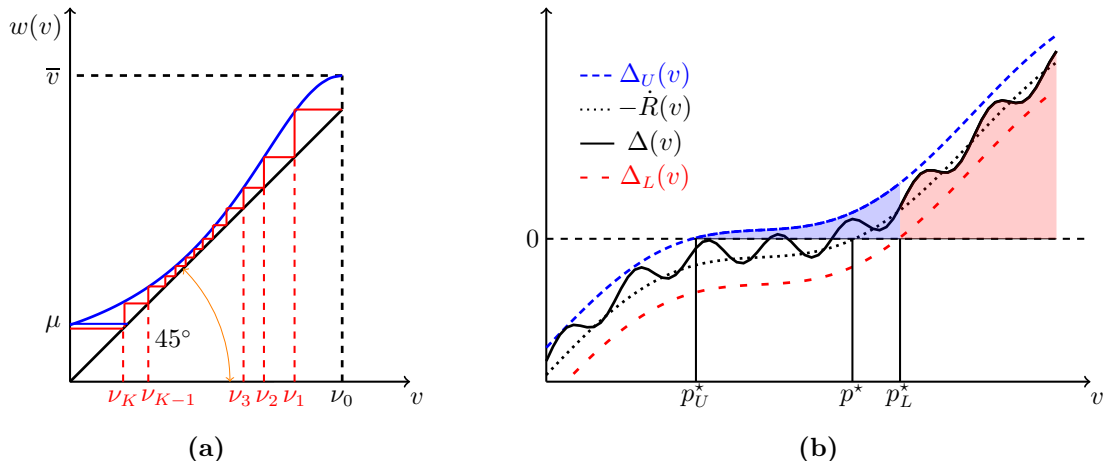 w(v)
v̅
μ
45°
ν_K ν_{K−1} ν_3 ν_2 ν_1 ν_0 v
(a)
Δ_U(v)
−Ṙ(v)
Δ(v)
Δ_L(v)
0
p_U^⋆ p^⋆ p_L^⋆ v
(b)